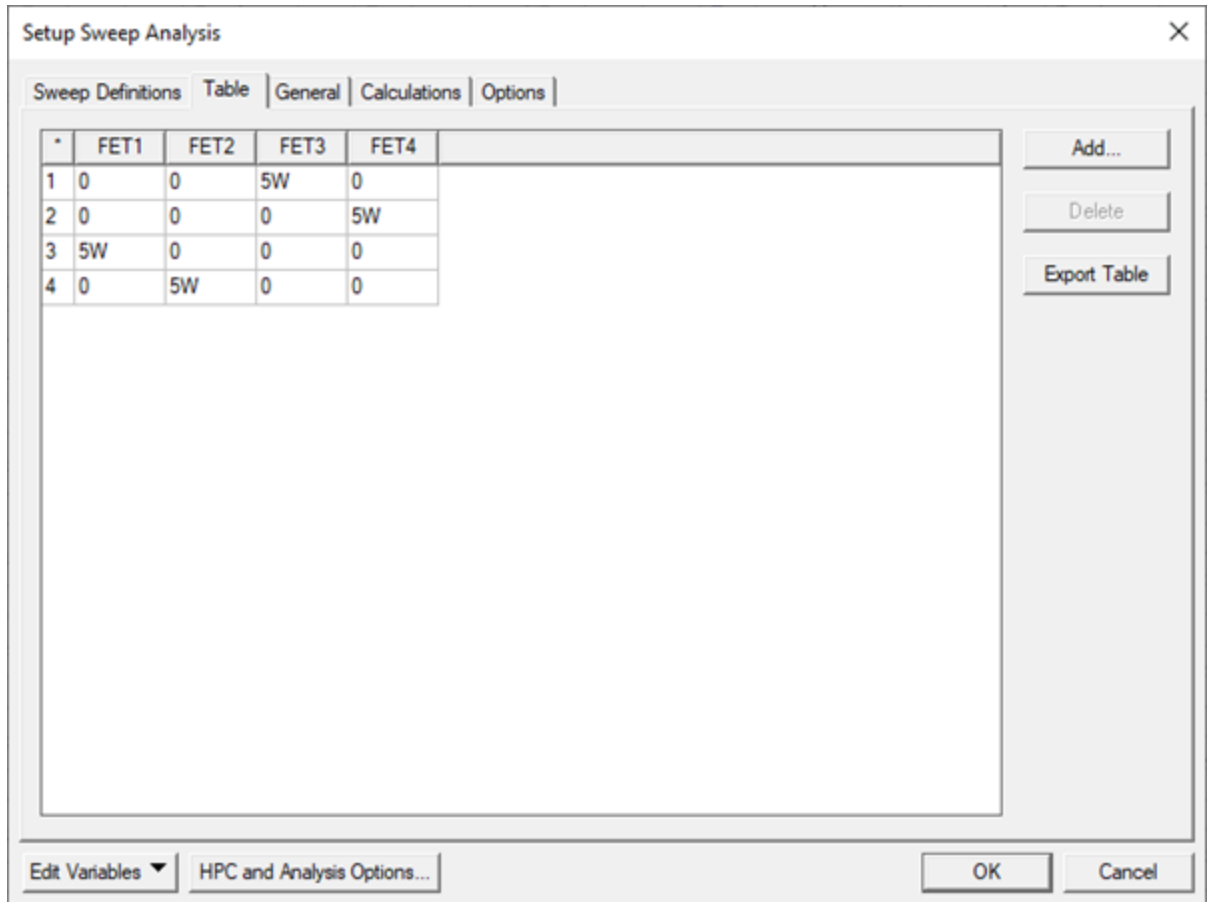 Setup Sweep Analysis
Sweep Definitions Table General Calculations Options
* FET1 FET2 FET3 FET4
1 0 0 5W 0
2 0 0 0 5W
3 5W 0 0 0
4 0 5W 0 0
Add...
Delete
Export Table
Edit Variables HPC and Analysis Options... OK Cancel